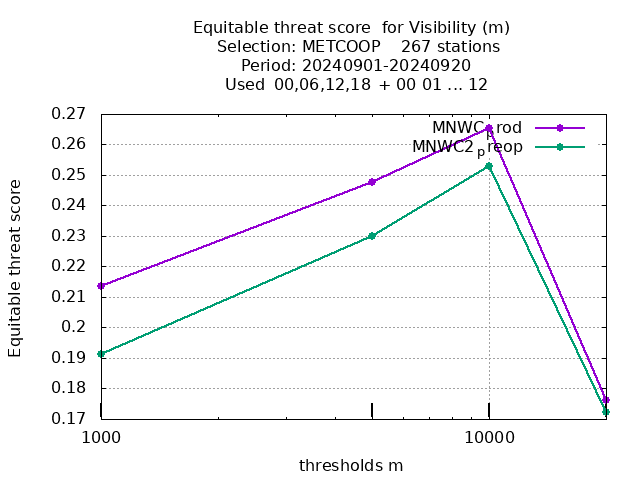 Equitable threat score  for Visibility (m)
Selection: METCOOP    267 stations
Period: 20240901-20240920
Used  00,06,12,18  + 00 01 ... 12
MNWC_prod
MNWC2_preop
Equitable threat score
0.27
0.26
0.25
0.24
0.23
0.22
0.21
0.2
0.19
0.18
0.17
1000
10000
thresholds m